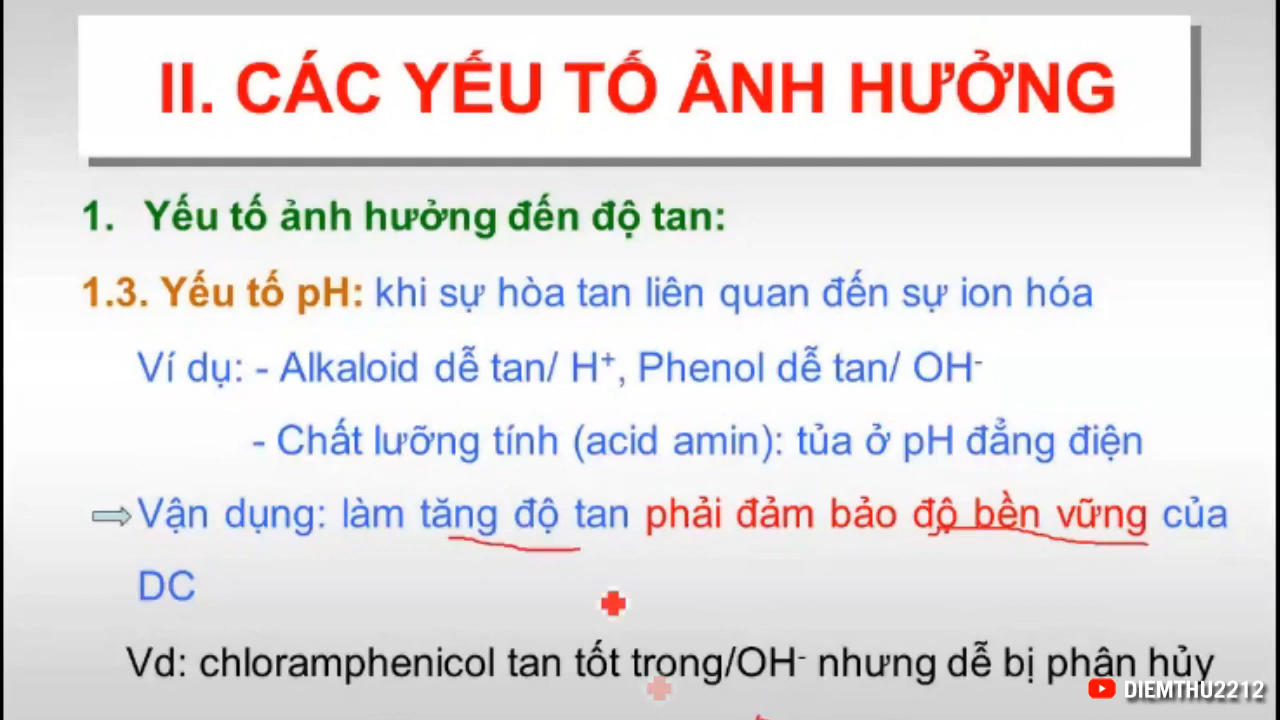 II. CÁC YẾU TỐ ẢNH HƯỞNG
1. Yếu tố ảnh hưởng đến độ tan:
1.3. Yếu tố pH: khi sự hòa tan liên quan đến sự ion hóa
Ví dụ: - Alkaloid dễ tan/ H⁺, Phenol dễ tan/ OH⁻
- Chất lưỡng tính (acid amin): tủa ở pH đẳng điện
Vận dụng: làm tăng độ tan phải đảm bảo độ bền vững của
DC
Vd: chloramphenicol tan tốt trong/OH⁻ nhưng dễ bị phân hủy
DIEMTHU2212